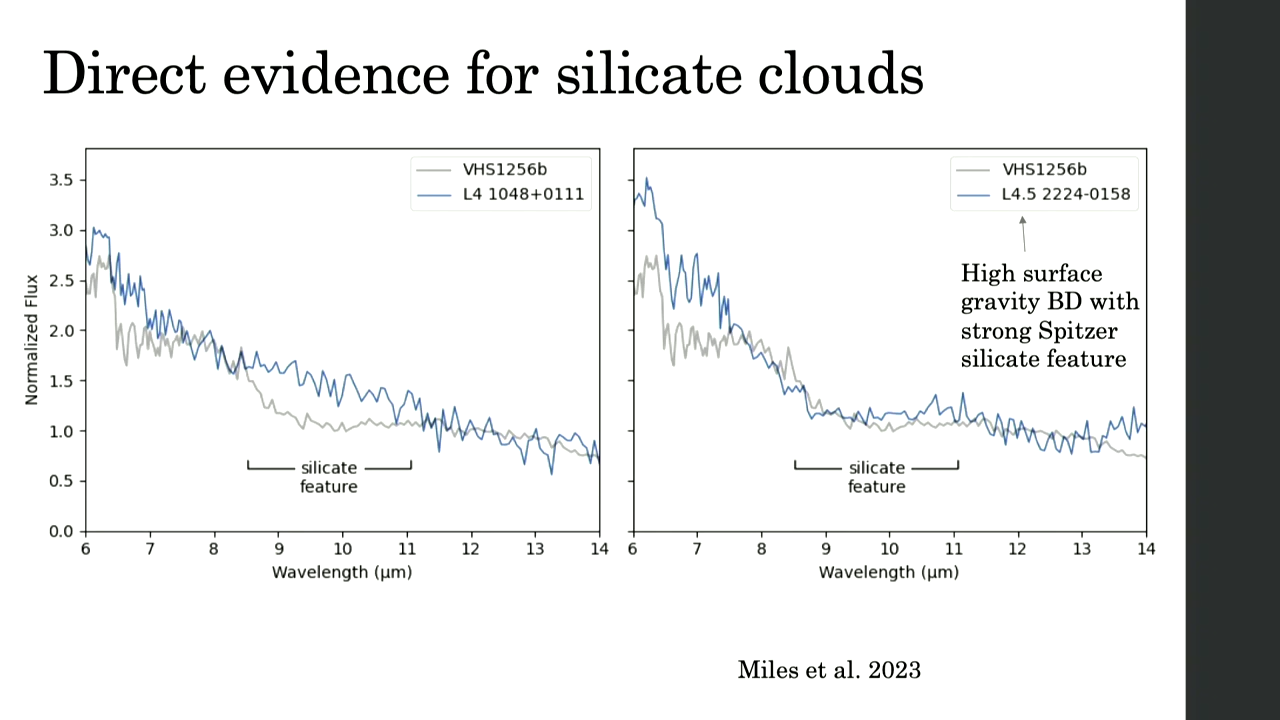 Direct evidence for silicate clouds
VHS1256b
L4 1048+0111
3.5
3.0
2.5
2.0
1.5
1.0
0.5
0.0
Normalized Flux
silicate
feature
6 7 8 9 10 11 12 13 14
Wavelength (μm)
VHS1256b
L4.5 2224-0158
High surface
gravity BD with
strong Spitzer
silicate feature
silicate
feature
6 7 8 9 10 11 12 13 14
Wavelength (μm)
Miles et al. 2023